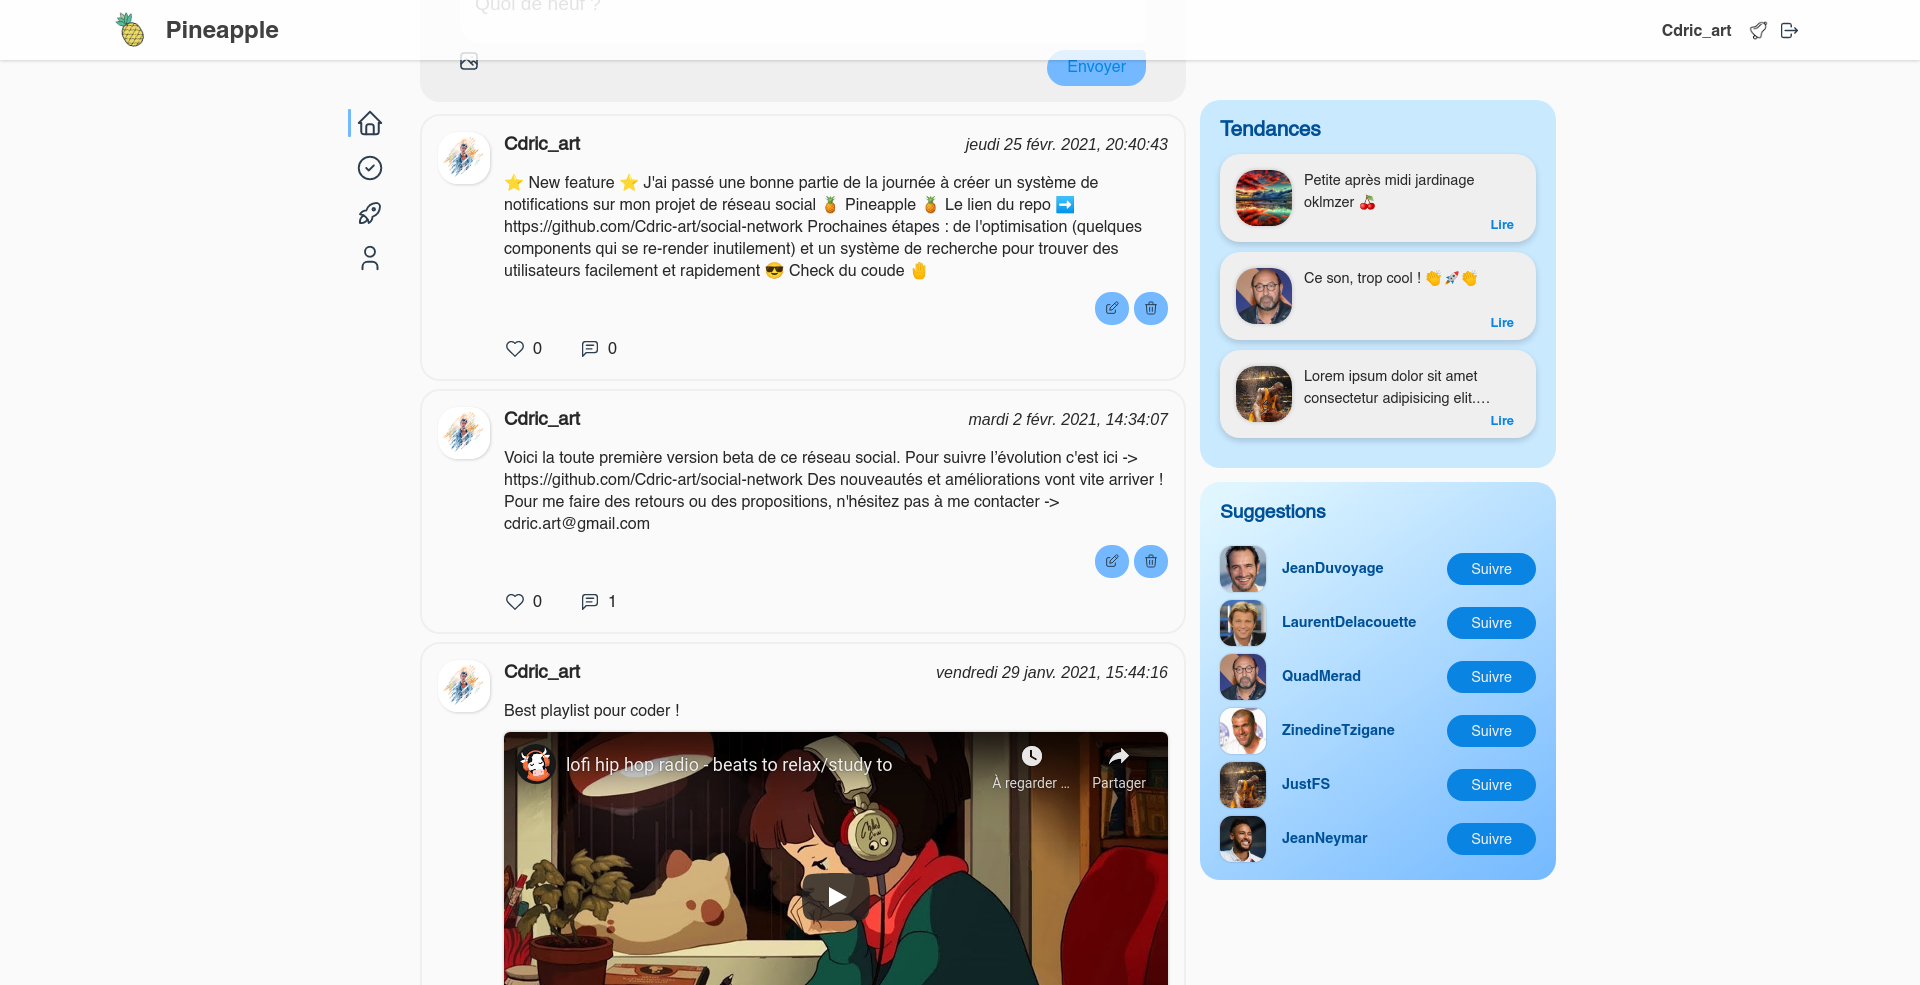 Pineapple
Cdric_art
Quoi de neuf ?
Envoyer
Cdric_art
jeudi 25 févr. 2021, 20:40:43
⭐ New feature ⭐ J'ai passé une bonne partie de la journée à créer un système de
notifications sur mon projet de réseau social 🍍 Pineapple 🍍 Le lien du repo ➡️
https://github.com/Cdric-art/social-network Prochaines étapes : de l'optimisation (quelques
components qui se re-render inutilement) et un système de recherche pour trouver des
utilisateurs facilement et rapidement 😎 Check du coude 🤚
0
0
Cdric_art
mardi 2 févr. 2021, 14:34:07
Voici la toute première version beta de ce réseau social. Pour suivre l’évolution c'est ici ->
https://github.com/Cdric-art/social-network Des nouveautés et améliorations vont vite arriver !
Pour me faire des retours ou des propositions, n'hésitez pas à me contacter ->
cdric.art@gmail.com
0
1
Cdric_art
vendredi 29 janv. 2021, 15:44:16
Best playlist pour coder !
lofi hip hop radio - beats to relax/study to
À regarder ...
Partager
Tendances
Petite après midi jardinage
oklmzer 🍒
Lire
Ce son, trop cool ! 👏🚀👏
Lire
Lorem ipsum dolor sit amet
consectetur adipisicing elit.…
Lire
Suggestions
JeanDuvoyage
Suivre
LaurentDelacouette
Suivre
QuadMerad
Suivre
ZinedineTzigane
Suivre
JustFS
Suivre
JeanNeymar
Suivre